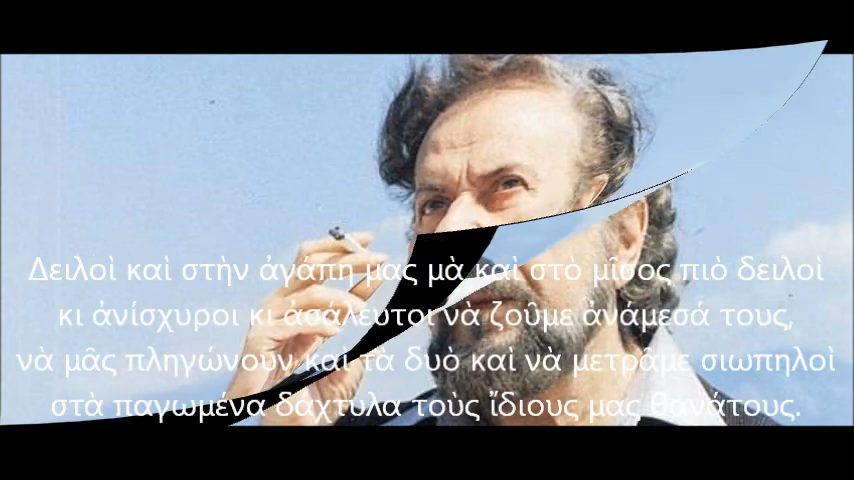 Δειλοὶ καὶ στὴν ἀγάπη μας μὰ καὶ στὸ μῖσος πιὸ δειλοὶ
κι ἀνίσχυροι κι ἀσάλευτοι νὰ ζοῦμε ἀνάμεσά τους,
νὰ μᾶς πληγώνουν καὶ τὰ δυὸ καὶ νὰ μετρᾶμε σιωπηλοὶ
στὰ παγωμένα δάχτυλα τοὺς ἴδιους μας θανάτους.